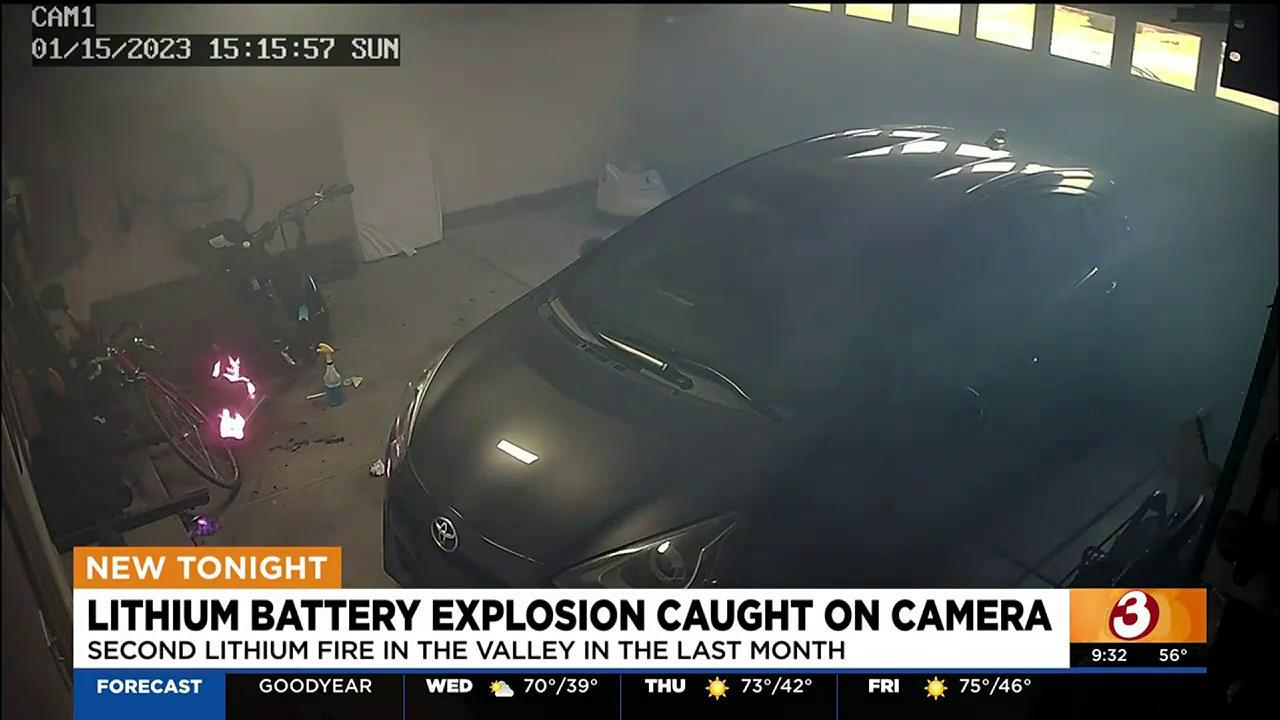 CAM1
01/15/2023 15:15:57 SUN
NEW TONIGHT
LITHIUM BATTERY EXPLOSION CAUGHT ON CAMERA
SECOND LITHIUM FIRE IN THE VALLEY IN THE LAST MONTH
3
9:32 56°
FORECAST GOODYEAR WED 70°/39° THU 73°/42° FRI 75°/46°